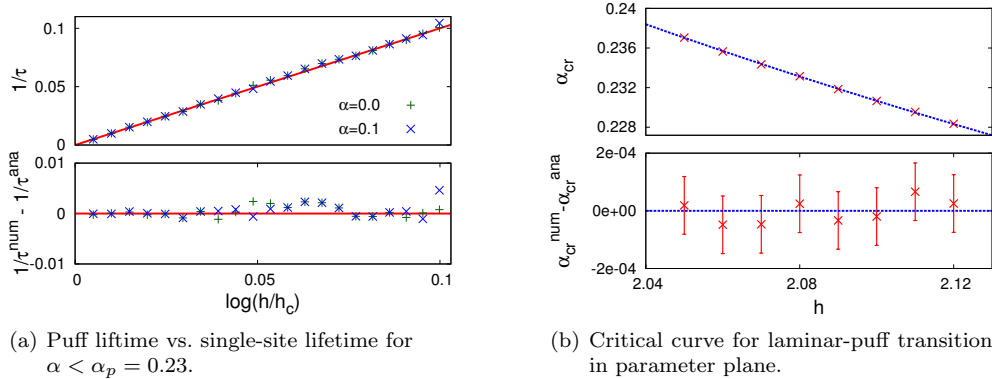 0.1
0.05
0
1/τ
α=0.0
α=0.1
0.01
0
-0.01
1/τ^num - 1/τ^ana
0 0.05 0.1
log(h/h_c)
(a) Puff liftime vs. single-site lifetime for
α < α_p = 0.23.
0.24
0.236
0.232
0.228
α_cr
2e-04
0e+00
-2e-04
α_cr^num-α_cr^ana
2.04 2.08 2.12
h
(b) Critical curve for laminar-puff transition
in parameter plane.